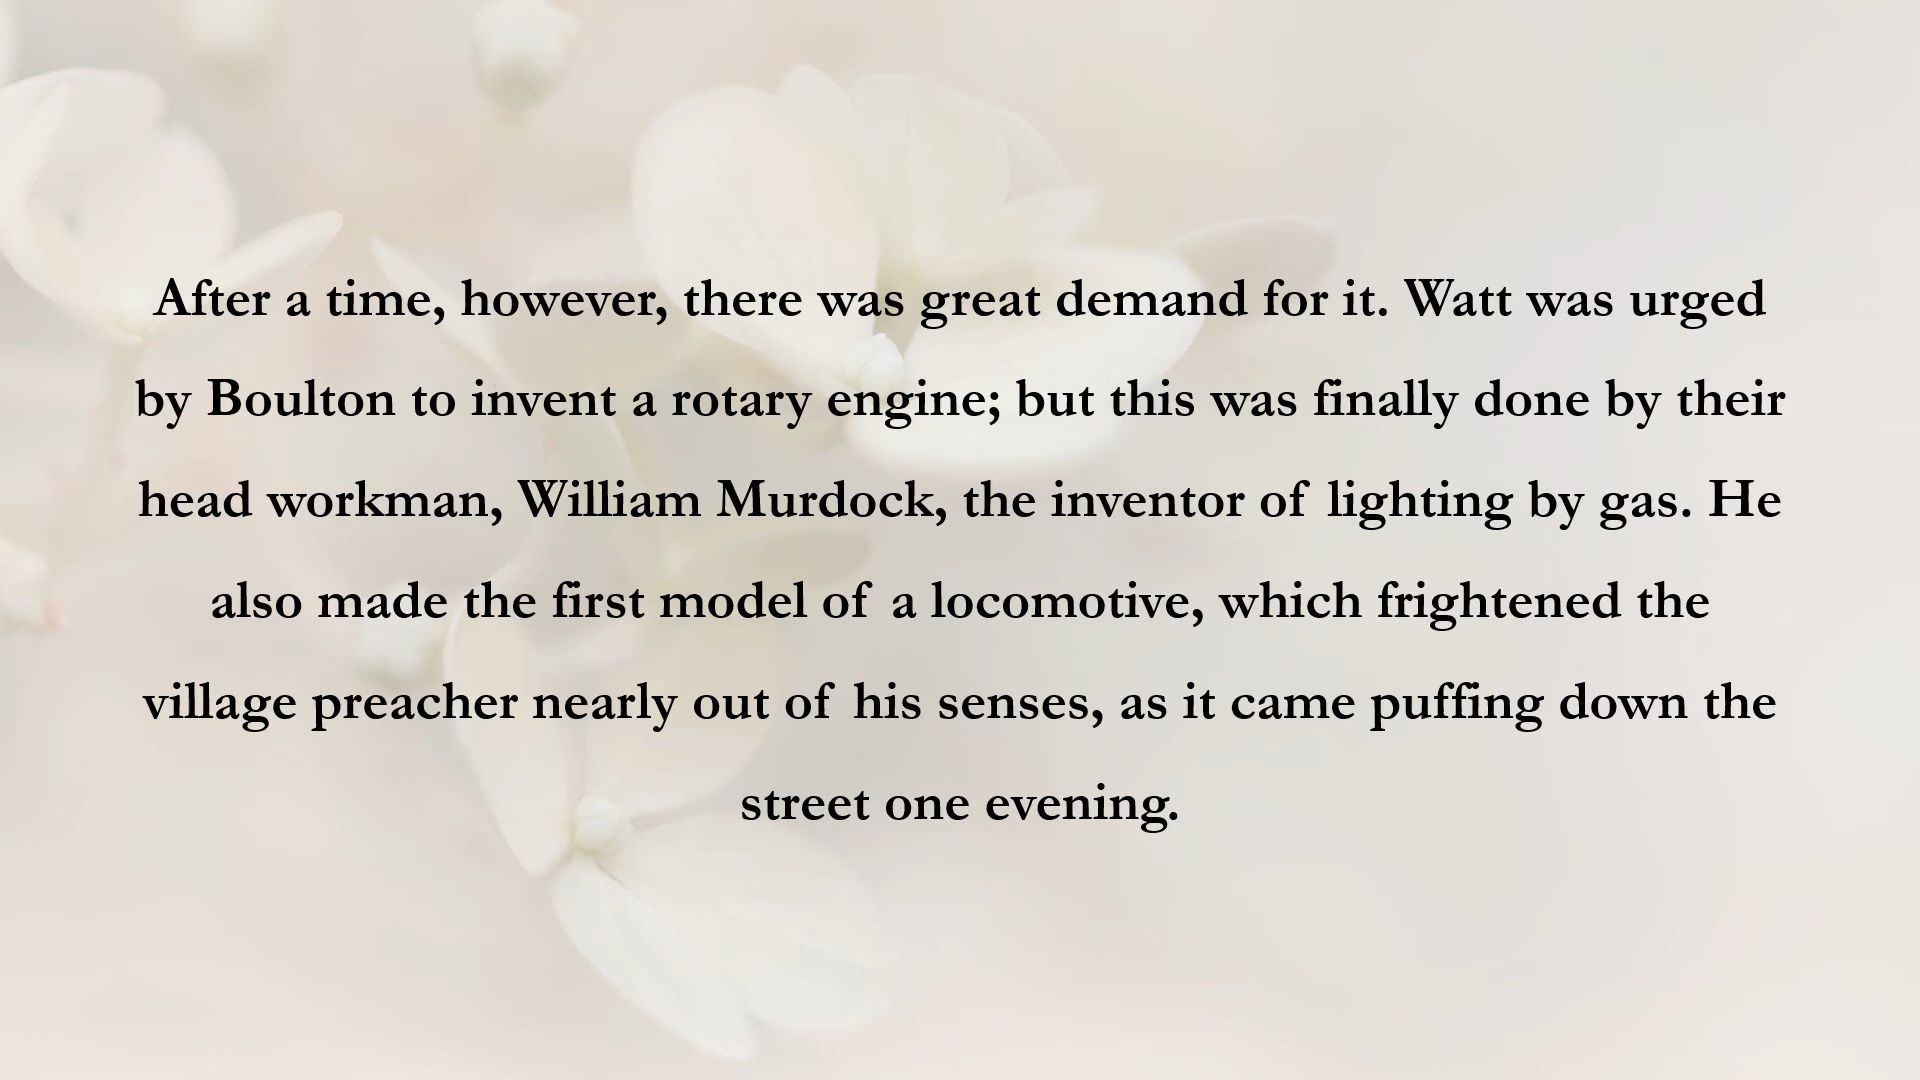 After a time, however, there was great demand for it. Watt was urged
by Boulton to invent a rotary engine; but this was finally done by their
head workman, William Murdock, the inventor of lighting by gas. He
also made the first model of a locomotive, which frightened the
village preacher nearly out of his senses, as it came puffing down the
street one evening.